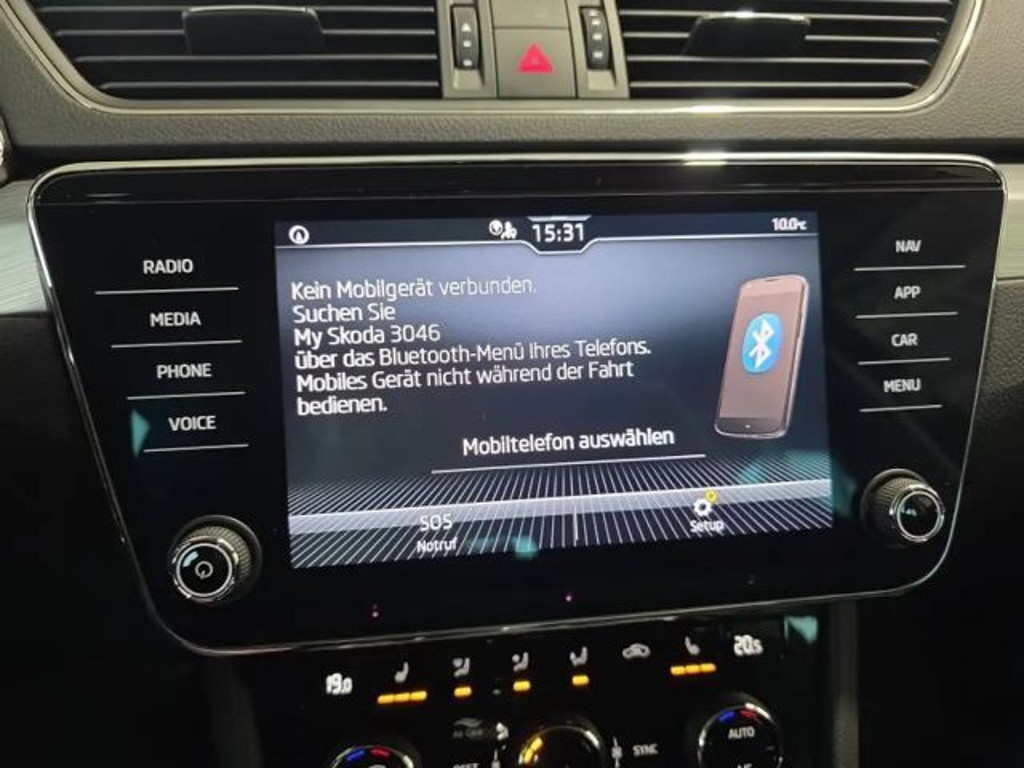 15:31
10.0°C
RADIO
MEDIA
PHONE
VOICE
Kein Mobilgerät verbunden.
Suchen Sie
My Skoda 3046
über das Bluetooth-Menü Ihres Telefons.
Mobiles Gerät nicht während der Fahrt
bedienen.
Mobiltelefon auswählen
SOS
Notruf
Setup
NAV
APP
CAR
MENU
19.0
20.5
SYNC
AUTO